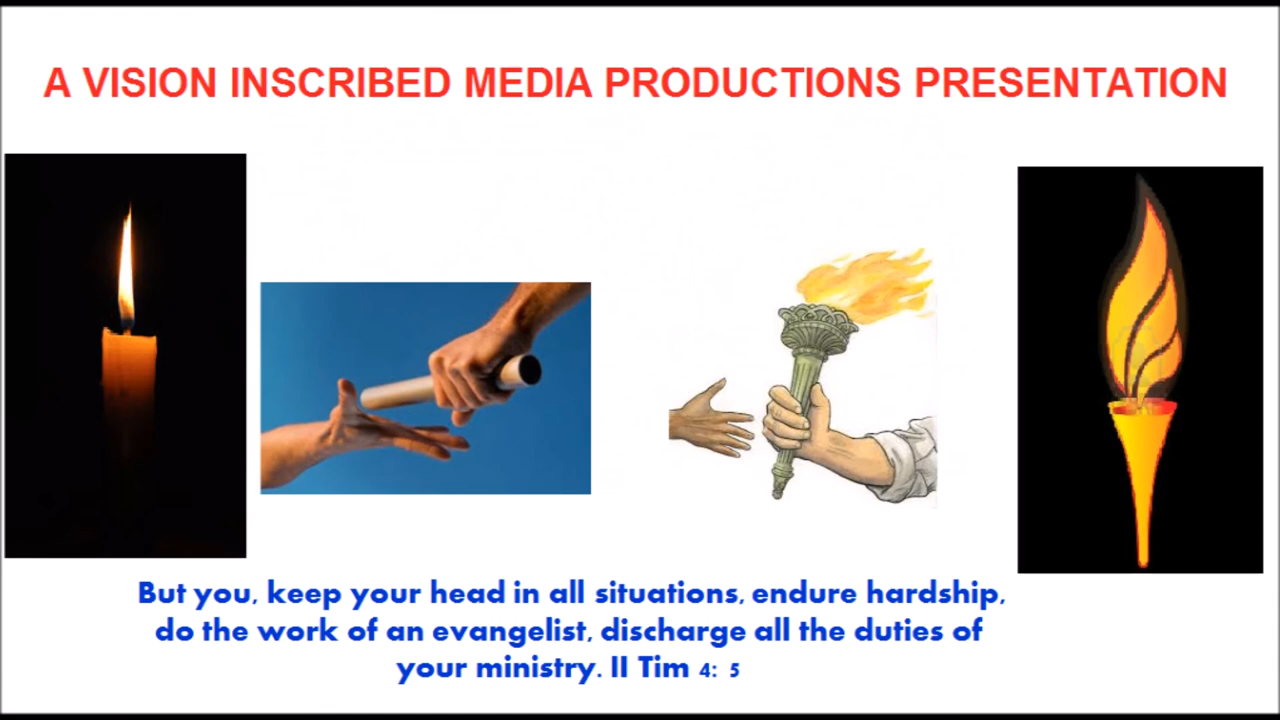 A VISION INSCRIBED MEDIA PRODUCTIONS PRESENTATION
But you, keep your head in all situations, endure hardship,
do the work of an evangelist, discharge all the duties of
your ministry. II Tim 4: 5